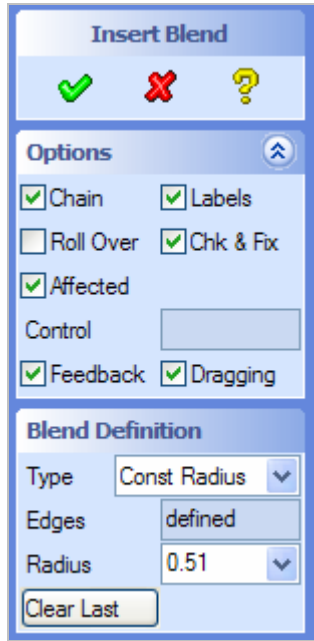 Insert Blend
?
Options
Chain Labels
Roll Over Chk & Fix
Affected
Control
Feedback Dragging
Blend Definition
Type Const Radius
Edges defined
Radius 0.51
Clear Last